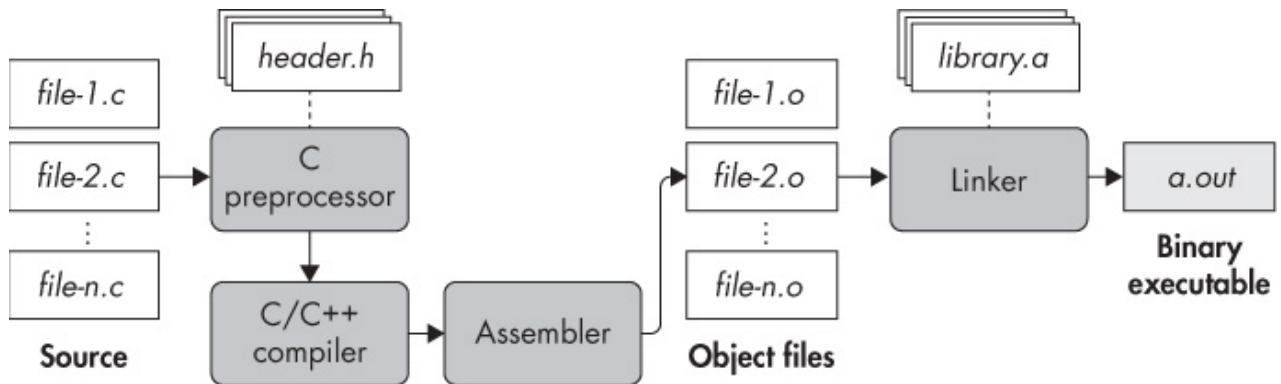 file-1.c
file-2.c
⋮
file-n.c
Source
header.h
C
preprocessor
C/C++
compiler
Assembler
file-1.o
file-2.o
⋮
file-n.o
Object files
library.a
Linker
a.out
Binary
executable